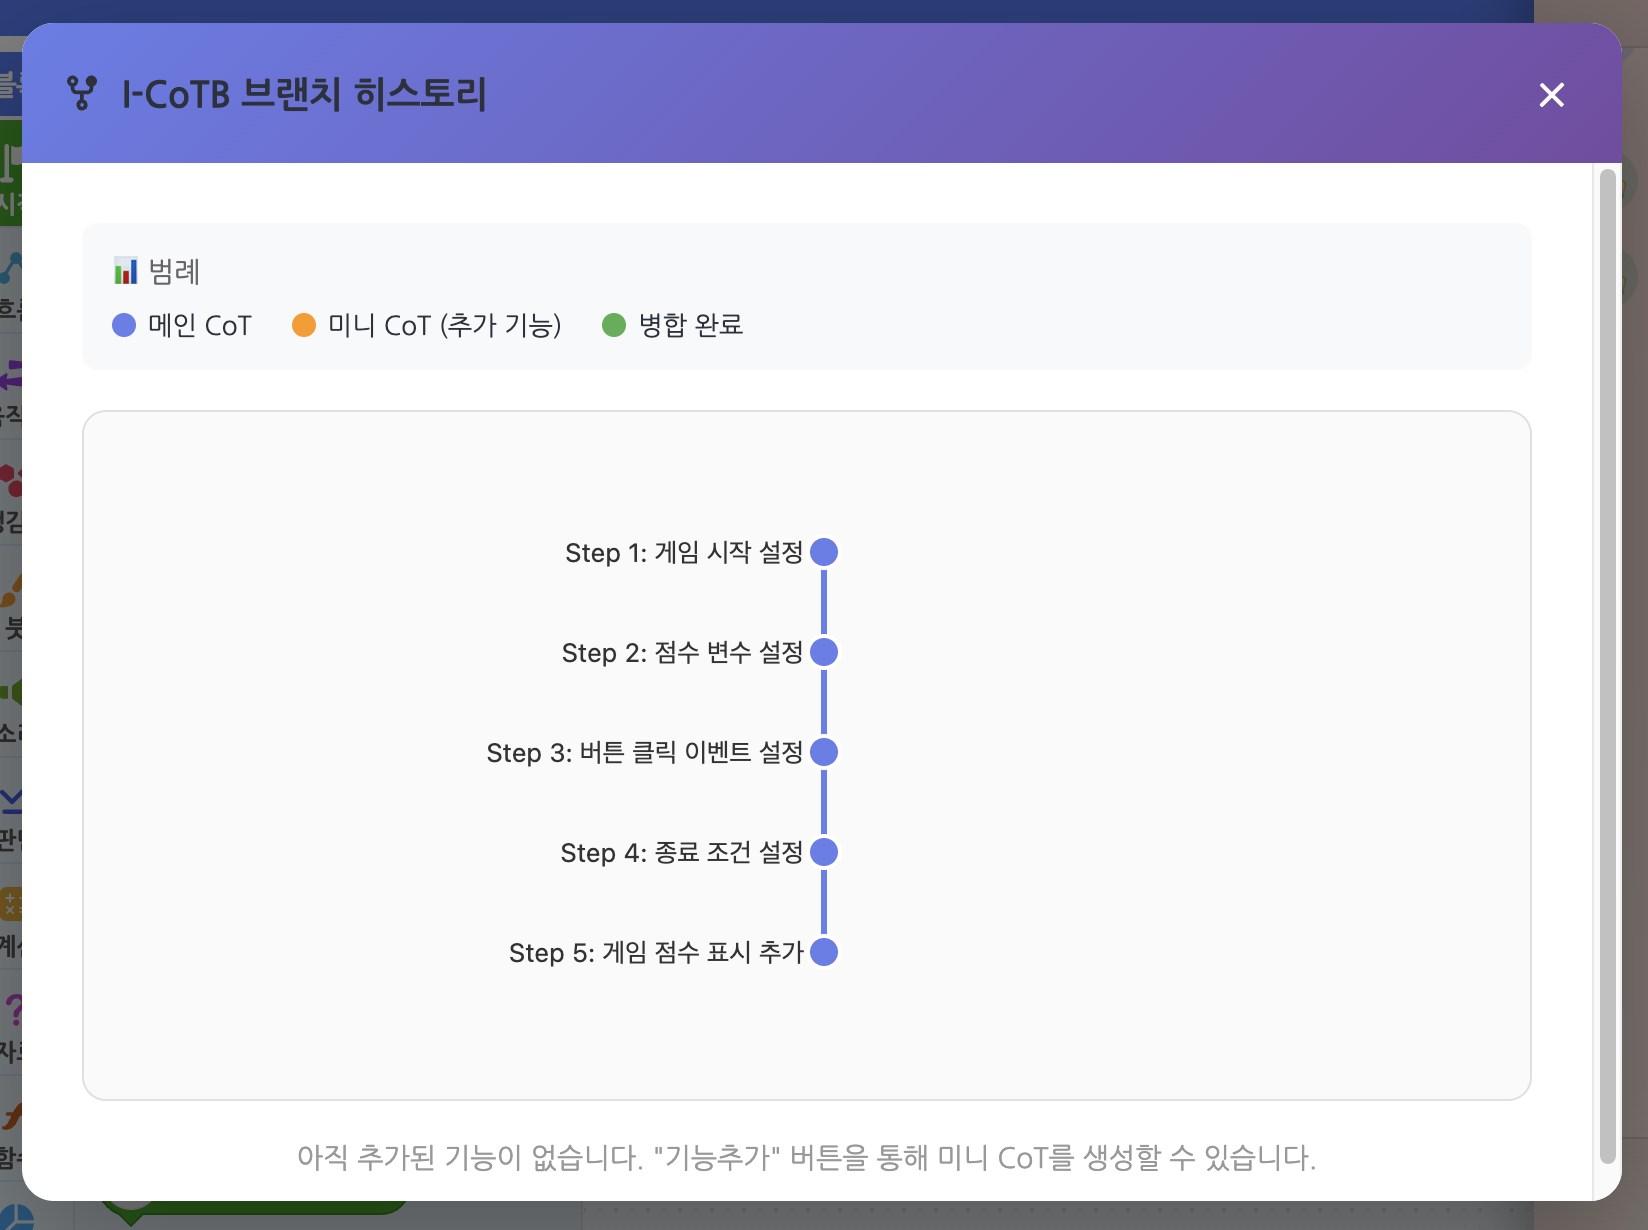 I-CoTB 브랜치 히스토리
범례
메인 CoT 미니 CoT (추가 기능) 병합 완료
Step 1: 게임 시작 설정
Step 2: 점수 변수 설정
Step 3: 버튼 클릭 이벤트 설정
Step 4: 종료 조건 설정
Step 5: 게임 점수 표시 추가
아직 추가된 기능이 없습니다. "기능추가" 버튼을 통해 미니 CoT를 생성할 수 있습니다.